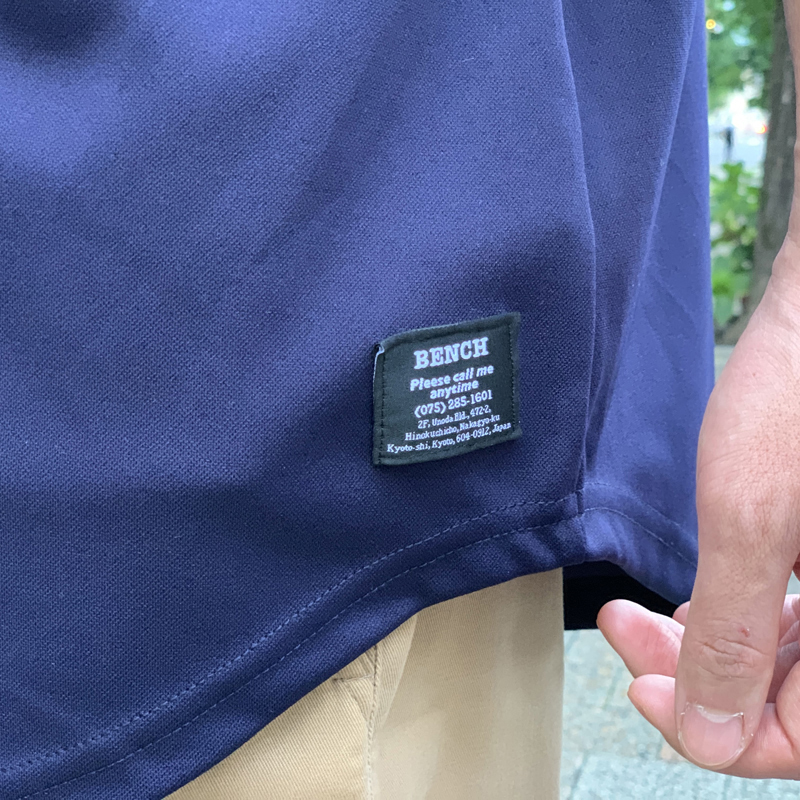 BENCH
Pleese call me
anytime
(075) 285-1601
2F, Unoda Bld., 472-2,
Hinokuchicho, Nakagyo-ku
Kyoto-shi, Kyoto, 604-0912, Japan